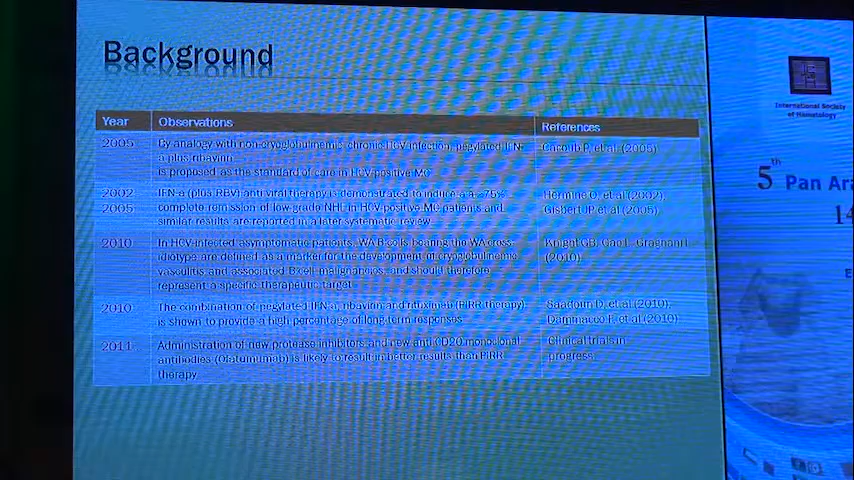 Background
Year Observations References
2005 By analogy with non-cryoglobulinemic chronic HCV infection, pegylated IFN- Cacoub P, et al (2005)
a plus ribavirin
is proposed as the standard of care in HCV-positive MC
2002 IFN-a (plus RBV) anti viral therapy is demonstrated to induce a ≥75% Hermine O, et al (2002),
2005 complete remission of low-grade NHL in HCV-positive MC patients and Gisbert JP et al (2005),
similar results are reported in a later systematic review
2010 In HCV-infected asymptomatic patients, WA B-cells bearing the WA cross- Knight GB, Gao L, Gragnani L
idiotype are defined as a marker for the development of cryoglobulinemic (2010)
vasculitis and associated B-cell malignancies, and should therefore
represent a specific therapeutic target
2010 The combination of pegylated IFN-a, ribavirin and rituximab (PIRR therapy) Saadoun D, et al (2010),
is shown to provide a high percentage of long-term responses Dammacco F, et al (2010)
2011 Administration of new protease inhibitors and new anti CD20 monoclonal Clinical trials in
antibodies (Ofatumumab) is likely to result in better results than PIRR progress
therapy
International Society
of Hematology
5th Pan Ara
14
E